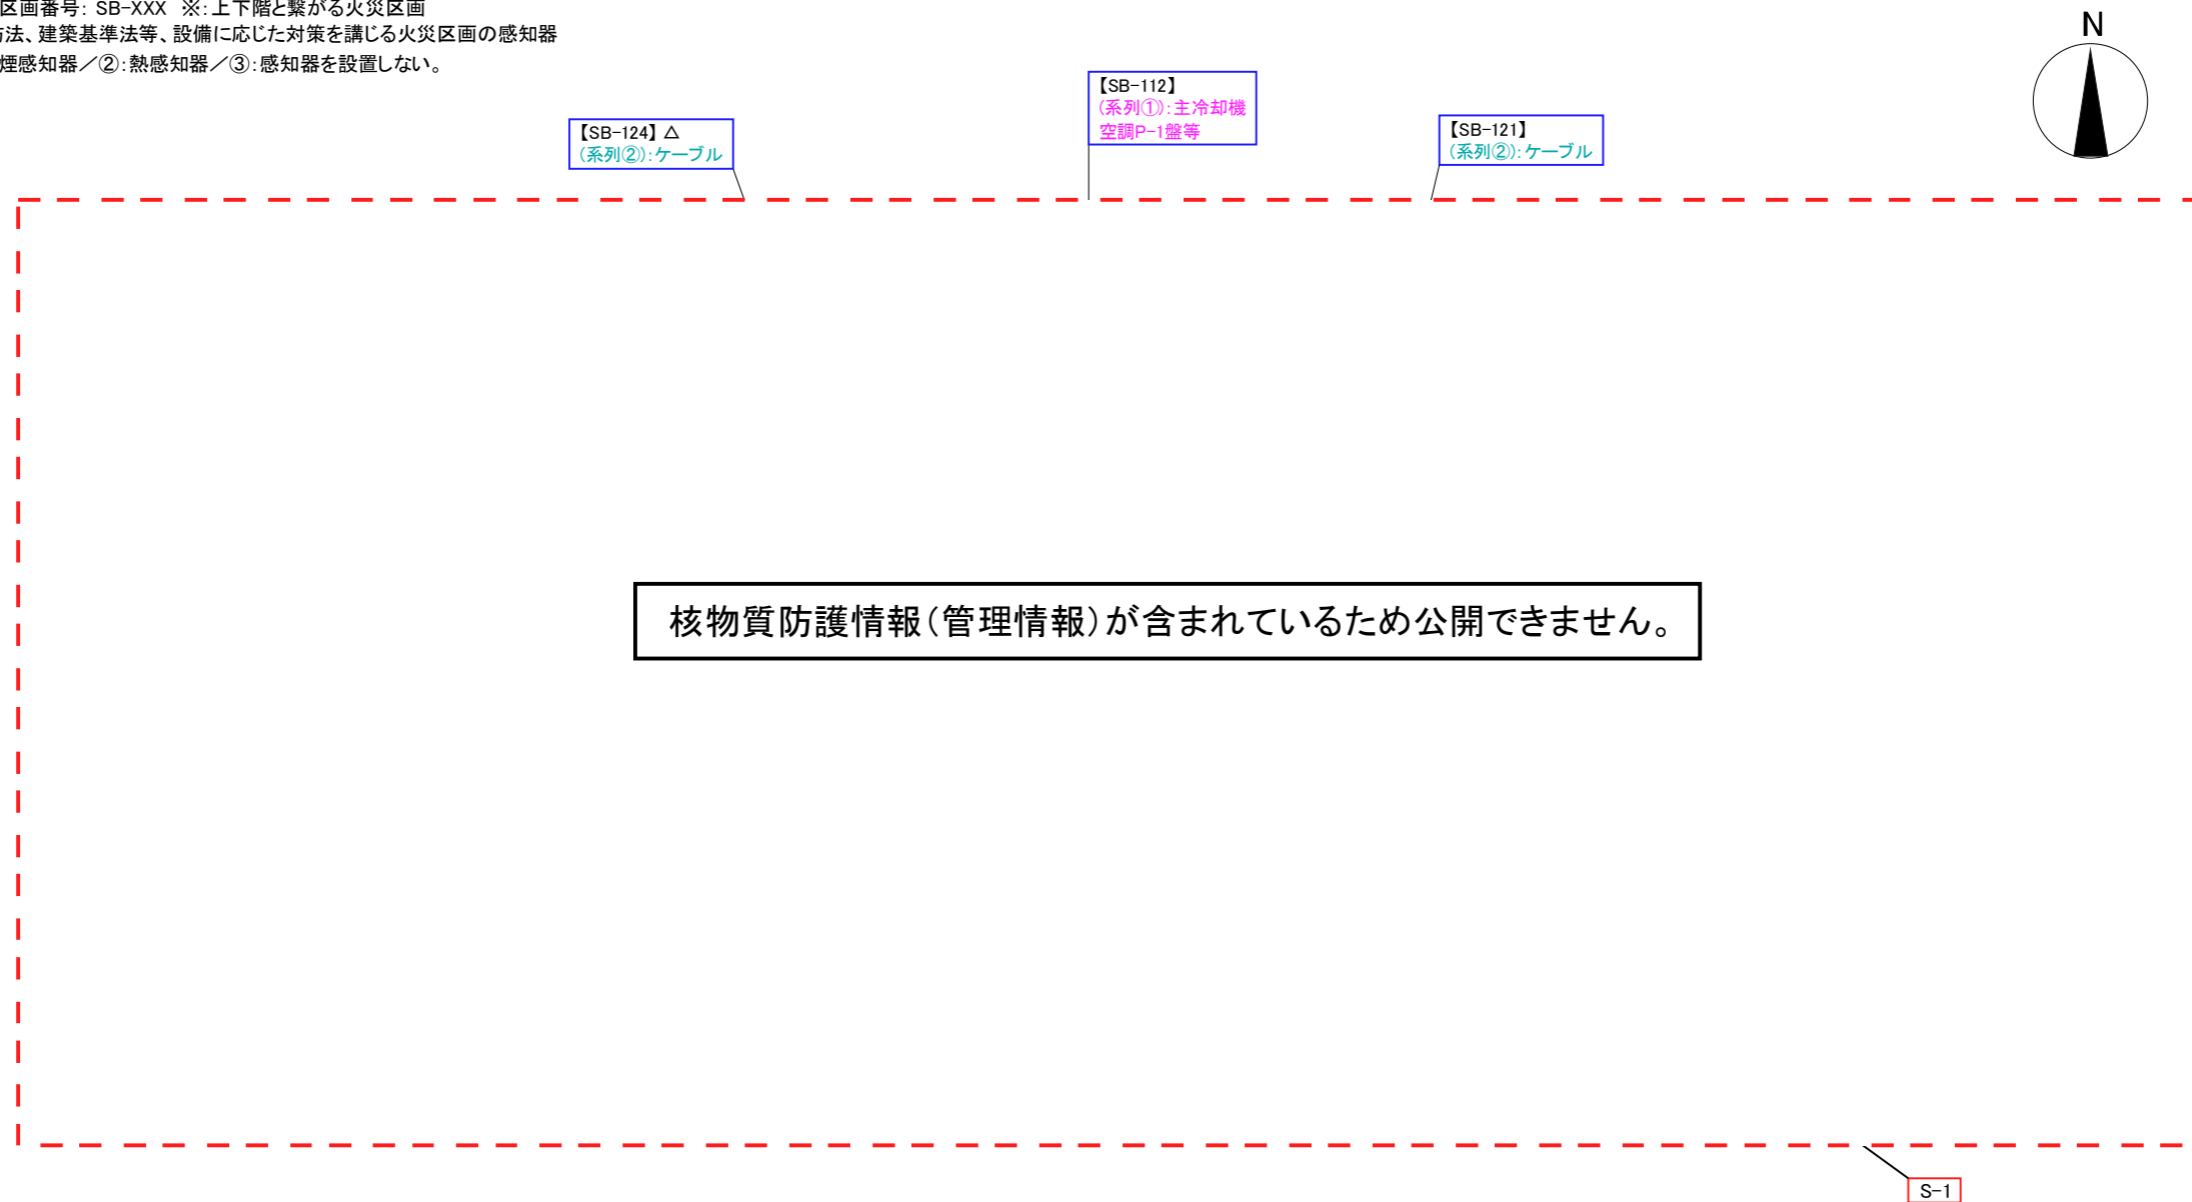 区画番号: SB-XXX ※:上下階と繋がる火災区画
法、建築基準法等、設備に応じた対策を講じる火災区画の感知器
煙感知器／②:熱感知器／③:感知器を設置しない。
N
【SB-112】
(系列①):主冷却機
空調P-1盤等
【SB-124】 △
(系列②):ケーブル
【SB-121】
(系列②):ケーブル
核物質防護情報(管理情報)が含まれているため公開できません。
S-1